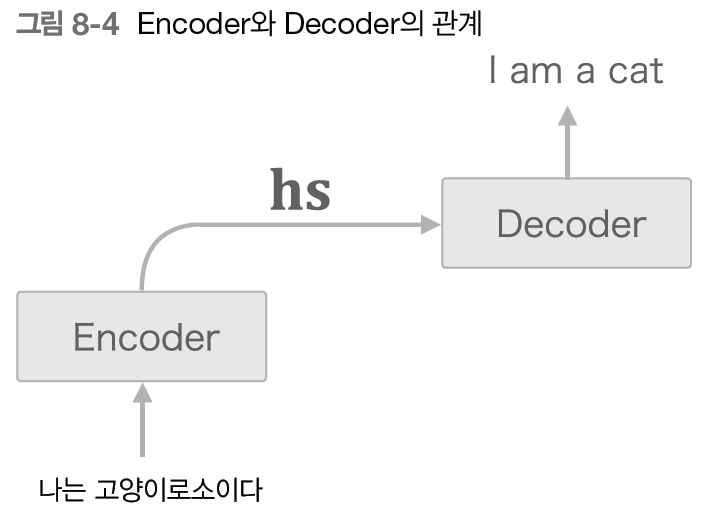 그림 8-4 Encoder와 Decoder의 관계
I am a cat
hs
Decoder
Encoder
나는 고양이로소이다